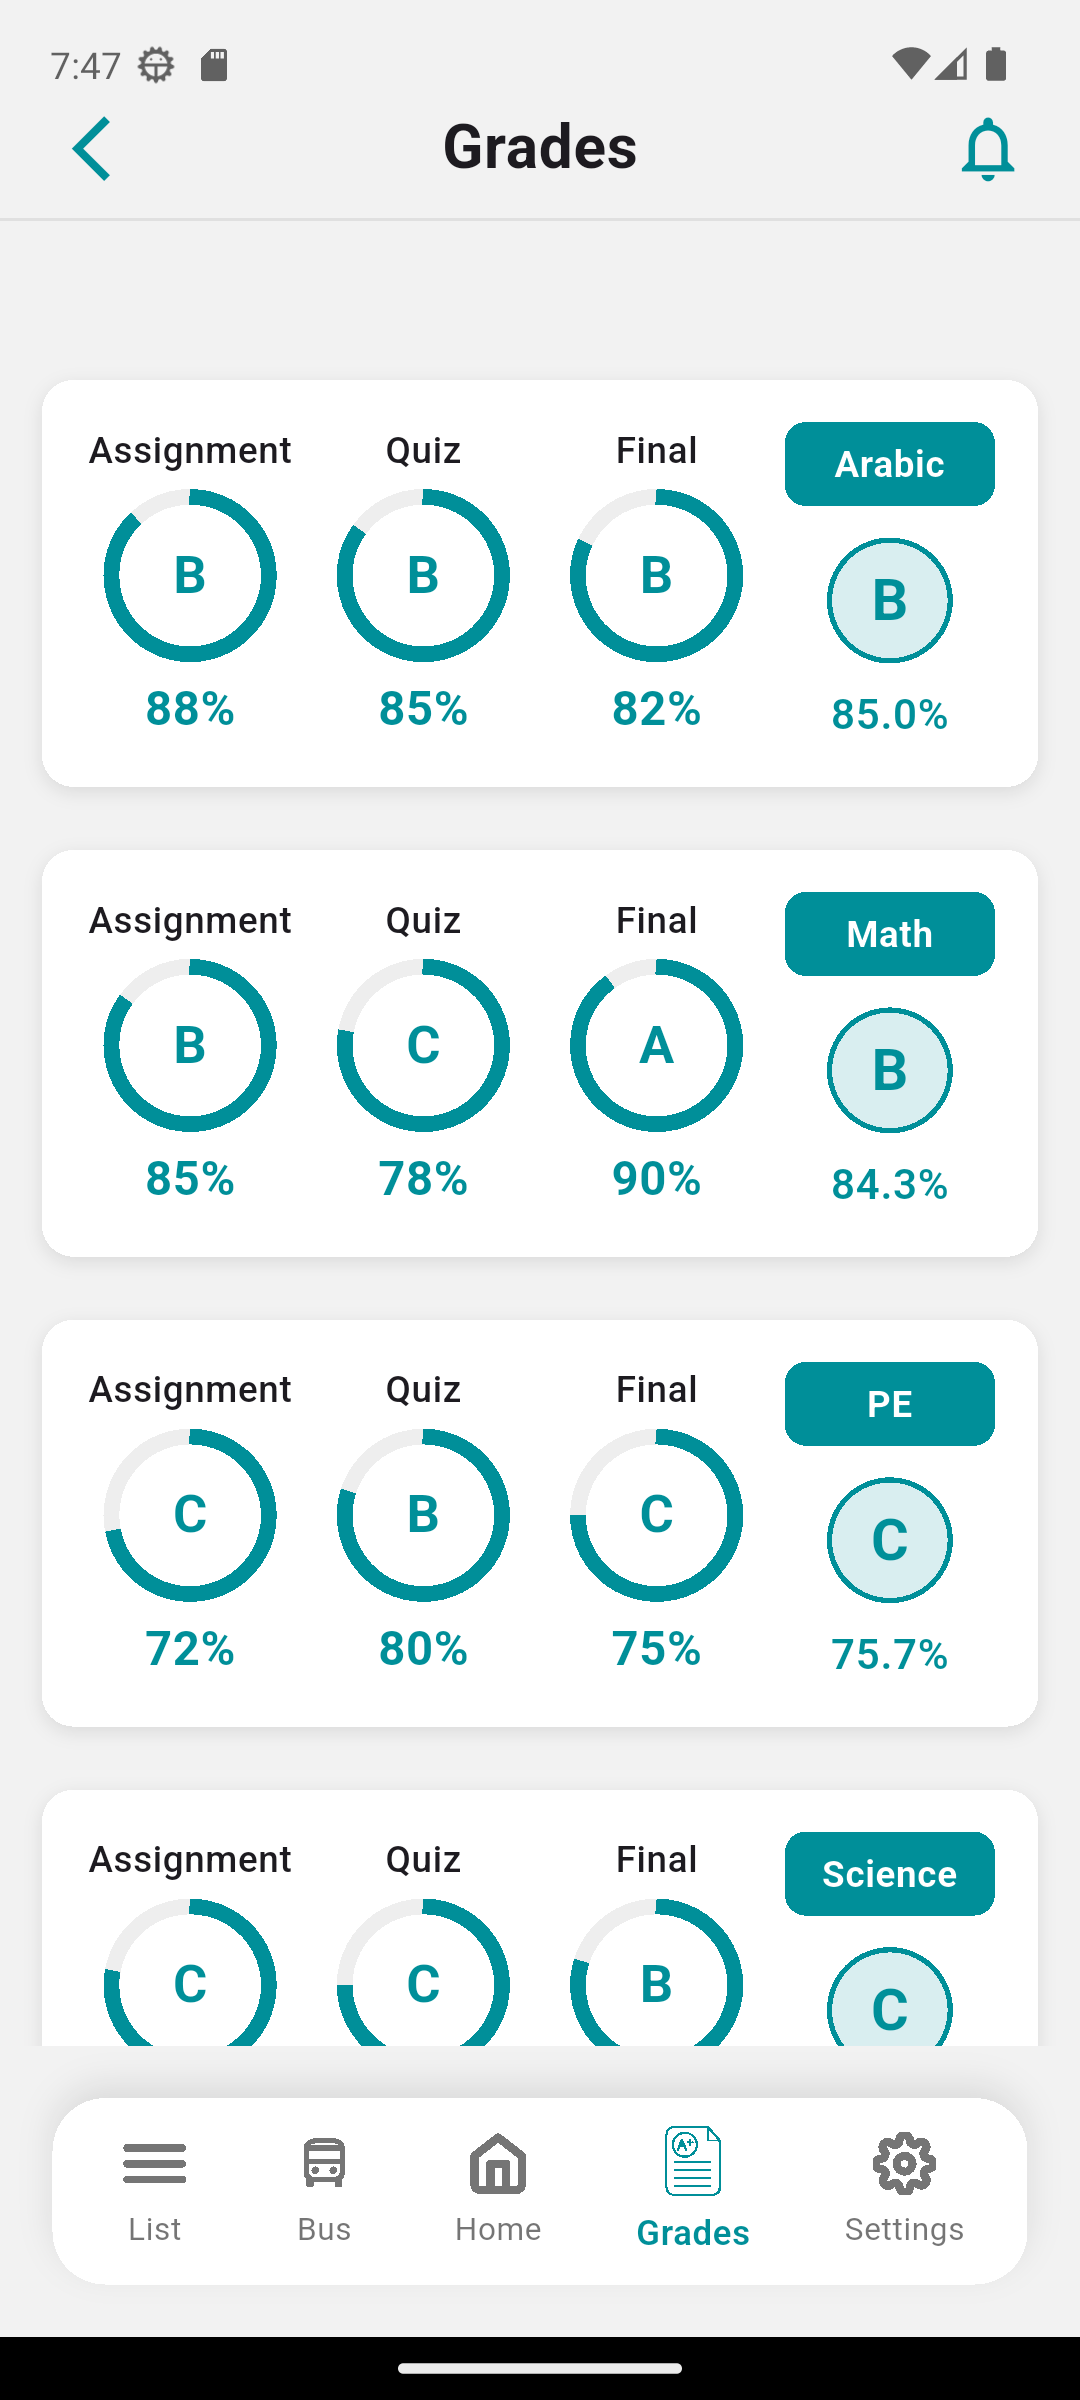 7:47
Grades
Assignment Quiz Final Arabic
B B B B
88% 85% 82% 85.0%
Assignment Quiz Final Math
B C A B
85% 78% 90% 84.3%
Assignment Quiz Final PE
C B C C
72% 80% 75% 75.7%
Assignment Quiz Final Science
C C B C
A+
List Bus Home Grades Settings